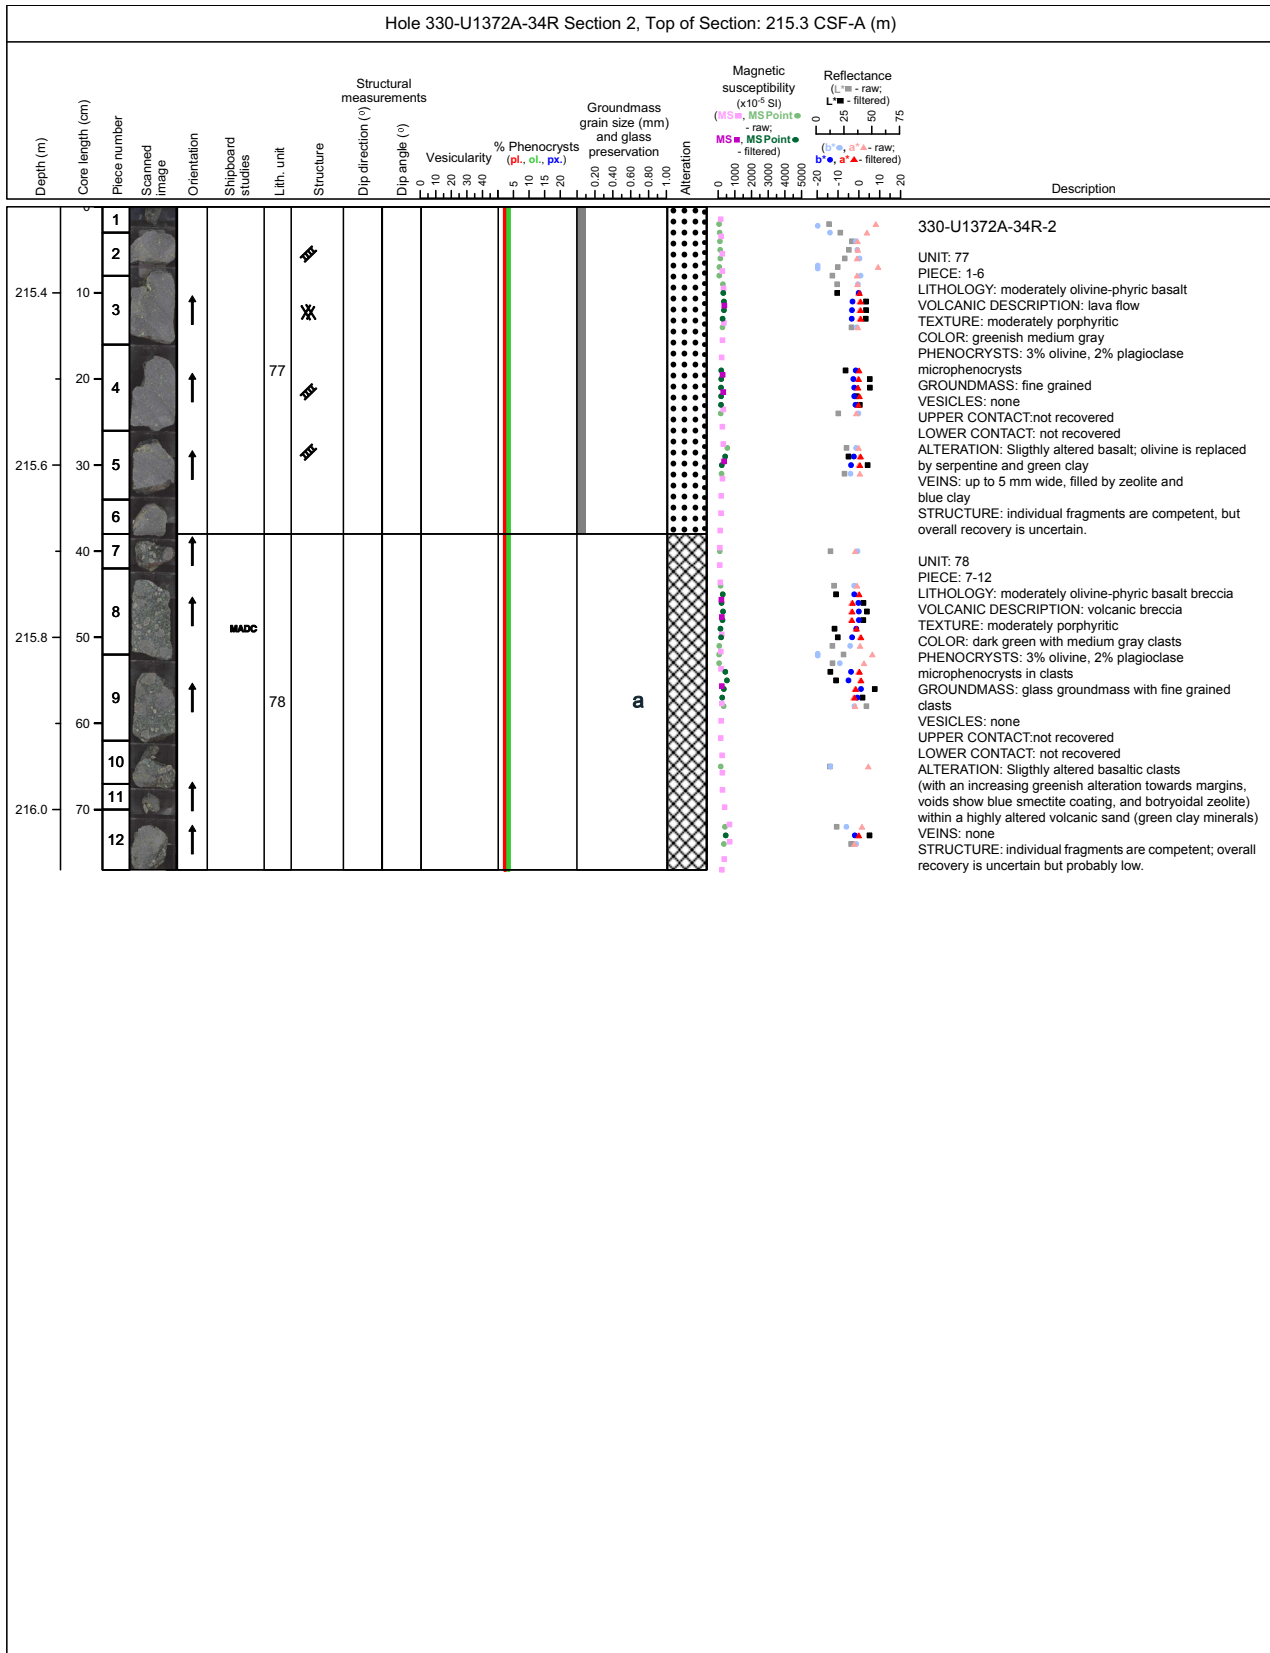 Hole 330-U1372A-34R Section 2, Top of Section: 215.3 CSF-A (m)
Depth (m)
Core length (cm)
Piece number
Scanned
image
Orientation
Shipboard
studies
Lith. unit
Structure
Structural
measurements
Dip direction (º)
Dip angle (º)
Vesicularity
0 10 20 30 40
% Phenocrysts
(pl., ol., px.)
5 10 15 20
Groundmass
grain size (mm)
and glass
preservation
0.20 0.40 0.60 0.80 1.00
Alteration
Magnetic
susceptibility
(x10-5 SI)
(MS■, MSPoint●
- raw;
MS■, MSPoint●
- filtered)
0 1000 2000 3000 4000 5000
Reflectance
(L*■ - raw;
L*■ - filtered)
0 25 50 75
(b*●, a*▲- raw;
b*●, a*▲- filtered)
-20 -10 0 10 20
Description
0
215.4
215.6
215.8
216.0
10
20
30
40
50
60
70
1
2
3
4
5
6
7
8
9
10
11
12
MADC
77
78
a
330-U1372A-34R-2
UNIT: 77
PIECE: 1-6
LITHOLOGY: moderately olivine-phyric basalt
VOLCANIC DESCRIPTION: lava flow
TEXTURE: moderately porphyritic
COLOR: greenish medium gray
PHENOCRYSTS: 3% olivine, 2% plagioclase
microphenocrysts
GROUNDMASS: fine grained
VESICLES: none
UPPER CONTACT:not recovered
LOWER CONTACT: not recovered
ALTERATION: Sligthly altered basalt; olivine is replaced
by serpentine and green clay
VEINS: up to 5 mm wide, filled by zeolite and
blue clay
STRUCTURE: individual fragments are competent, but
overall recovery is uncertain.
UNIT: 78
PIECE: 7-12
LITHOLOGY: moderately olivine-phyric basalt breccia
VOLCANIC DESCRIPTION: volcanic breccia
TEXTURE: moderately porphyritic
COLOR: dark green with medium gray clasts
PHENOCRYSTS: 3% olivine, 2% plagioclase
microphenocrysts in clasts
GROUNDMASS: glass groundmass with fine grained
clasts
VESICLES: none
UPPER CONTACT:not recovered
LOWER CONTACT: not recovered
ALTERATION: Sligthly altered basaltic clasts
(with an increasing greenish alteration towards margins,
voids show blue smectite coating, and botryoidal zeolite)
within a highly altered volcanic sand (green clay minerals)
VEINS: none
STRUCTURE: individual fragments are competent; overall
recovery is uncertain but probably low.